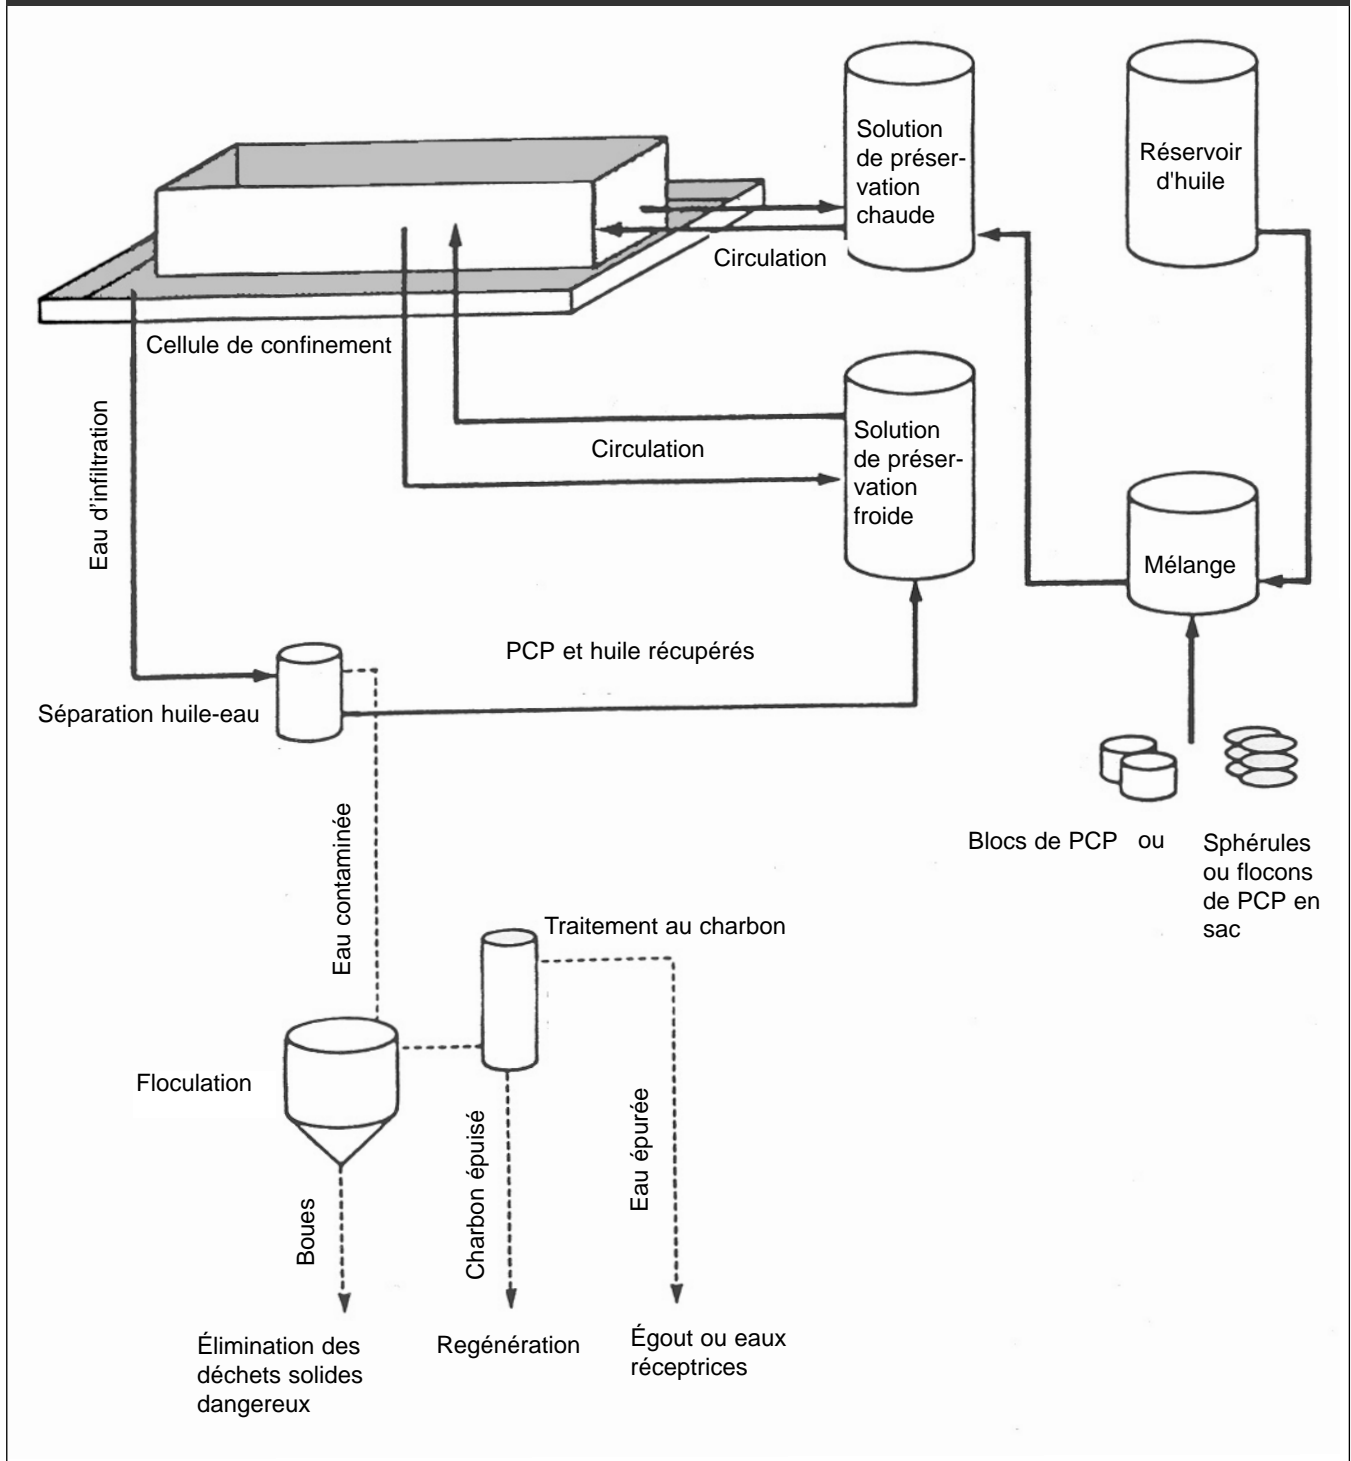 Solution
de préser-
vation
chaude
Réservoir
d'huile
Circulation
Cellule de confinement
Eau d'infiltration
Circulation
Solution
de préser-
vation
froide
Mélange
PCP et huile récupérés
Séparation huile-eau
Blocs de PCP ou
Sphérules
ou flocons
de PCP en
sac
Eau contaminée
Traitement au charbon
Floculation
Boues
Charbon épuisé
Eau épurée
Élimination des
déchets solides
dangereux
Regénération
Égout ou eaux
réceptrices